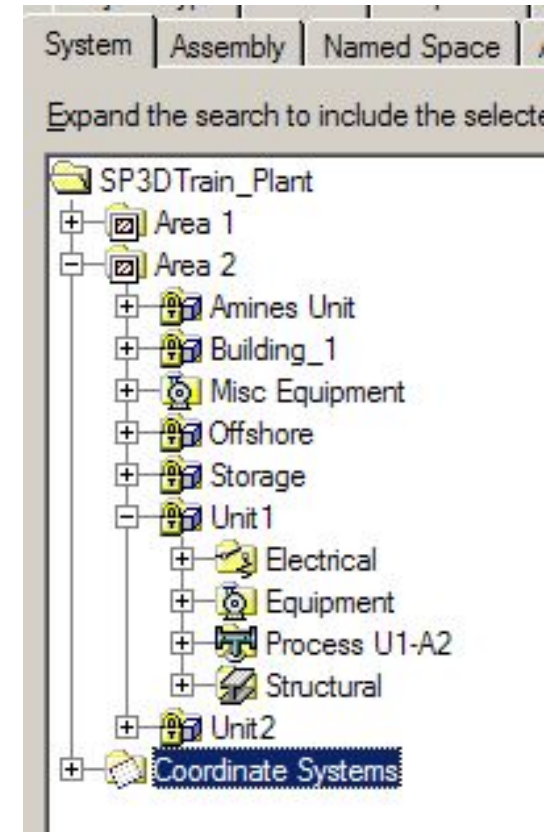 System Assembly Named Space
Expand the search to include the selecte
SP3DTrain_Plant
Area 1
Area 2
Amines Unit
Building_1
Misc Equipment
Offshore
Storage
Unit1
Electrical
Equipment
Process U1-A2
Structural
Unit2
Coordinate Systems